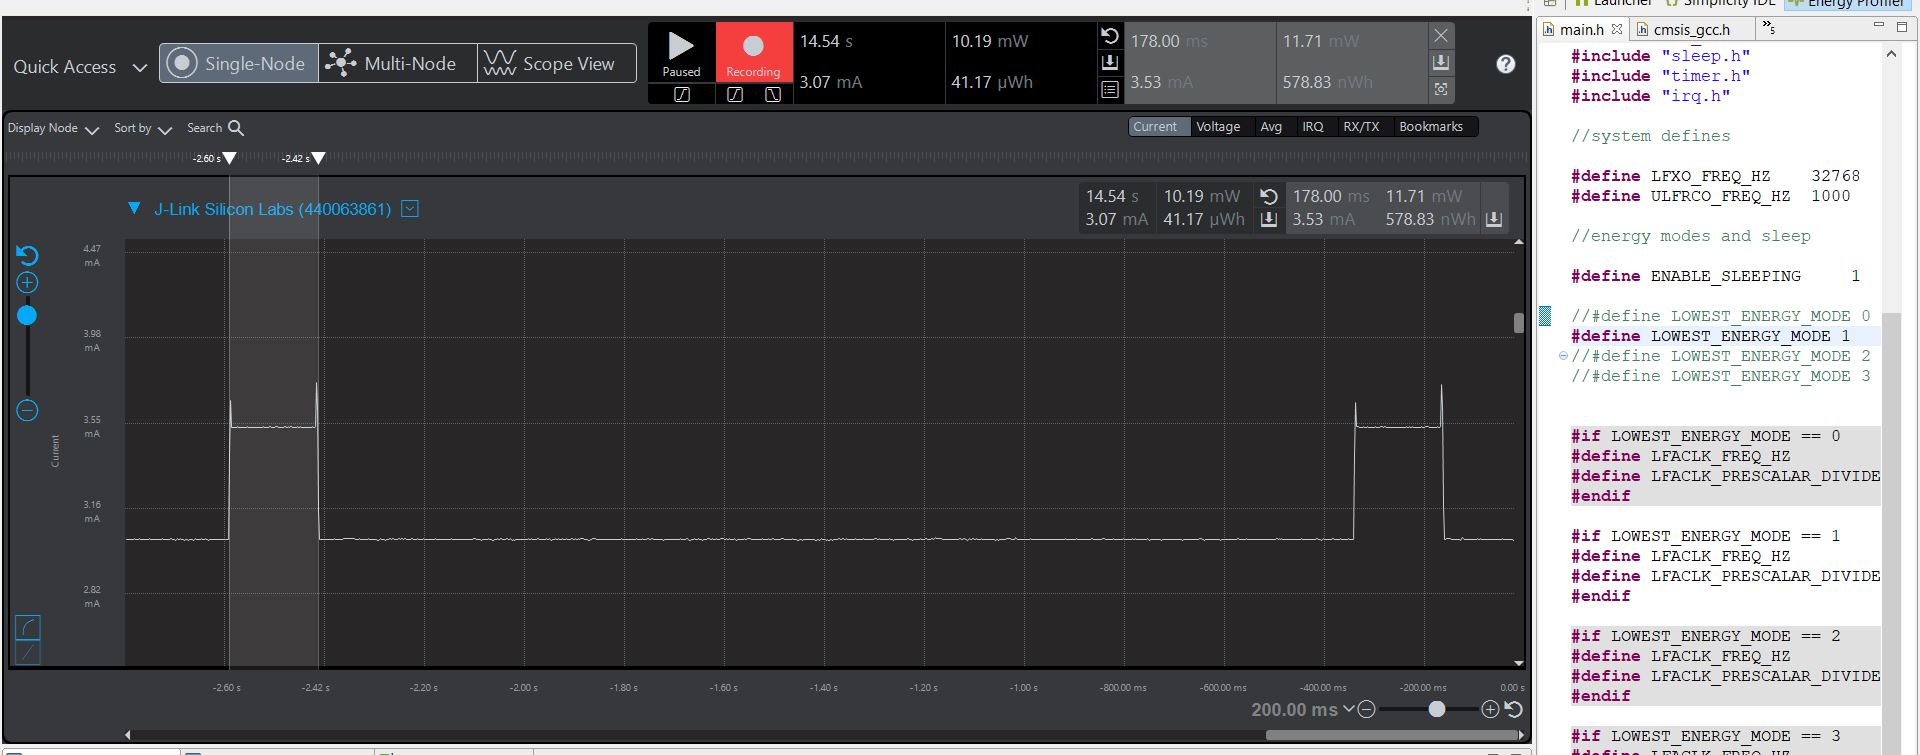 Launcher Simplicity IDE Energy Profiler
Quick Access
Single-Node Multi-Node Scope View
Paused Recording
14.54 s 10.19 mW
3.07 mA 41.17 µWh
178.00 ms 11.71 mW
3.53 mA 578.83 nWh
Display Node Sort by Search
Current Voltage Avg IRQ RX/TX Bookmarks
-2.60 s -2.42 s
J-Link Silicon Labs (440063861)
14.54 s 10.19 mW 178.00 ms 11.71 mW
3.07 mA 41.17 µWh 3.53 mA 578.83 nWh
4.47
mA
3.98
mA
3.55
mA
Current
3.16
mA
2.82
mA
-2.60 s -2.42 s -2.20 s -2.00 s -1.80 s -1.60 s -1.40 s -1.20 s -1.00 s -800.00 ms -600.00 ms -400.00 ms -200.00 ms 0.00 s
200.00 ms
main.h cmsis_gcc.h »5
#include "sleep.h"
#include "timer.h"
#include "irq.h"
//system defines
#define LFXO_FREQ_HZ 32768
#define ULFRCO_FREQ_HZ 1000
//energy modes and sleep
#define ENABLE_SLEEPING 1
//#define LOWEST_ENERGY_MODE 0
#define LOWEST_ENERGY_MODE 1
//#define LOWEST_ENERGY_MODE 2
//#define LOWEST_ENERGY_MODE 3
#if LOWEST_ENERGY_MODE == 0
#define LFACLK_FREQ_HZ
#define LFACLK_PRESCALAR_DIVIDE
#endif
#if LOWEST_ENERGY_MODE == 1
#define LFACLK_FREQ_HZ
#define LFACLK_PRESCALAR_DIVIDE
#endif
#if LOWEST_ENERGY_MODE == 2
#define LFACLK_FREQ_HZ
#define LFACLK_PRESCALAR_DIVIDE
#endif
#if LOWEST_ENERGY_MODE == 3
#define LFACLK_FREQ_HZ